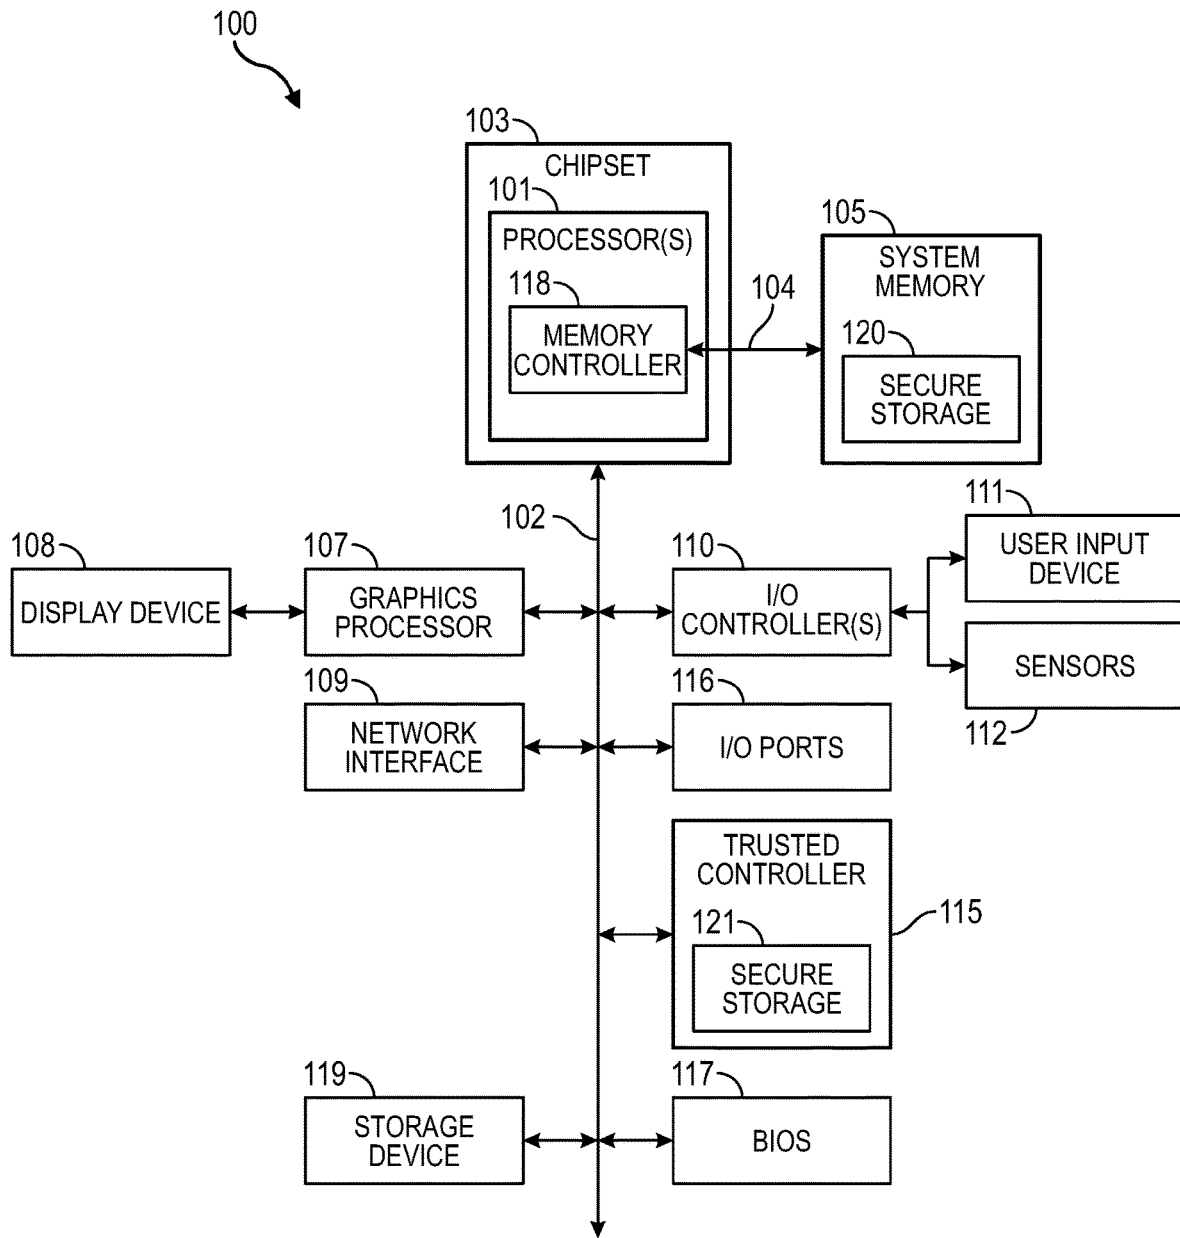 100
103
CHIPSET
101
PROCESSOR(S)
118
MEMORY
CONTROLLER
104
105
SYSTEM
MEMORY
120
SECURE
STORAGE
102
108
DISPLAY DEVICE
107
GRAPHICS
PROCESSOR
110
I/O
CONTROLLER(S)
111
USER INPUT
DEVICE
SENSORS
112
109
NETWORK
INTERFACE
116
I/O PORTS
TRUSTED
CONTROLLER
115
121
SECURE
STORAGE
119
STORAGE
DEVICE
117
BIOS